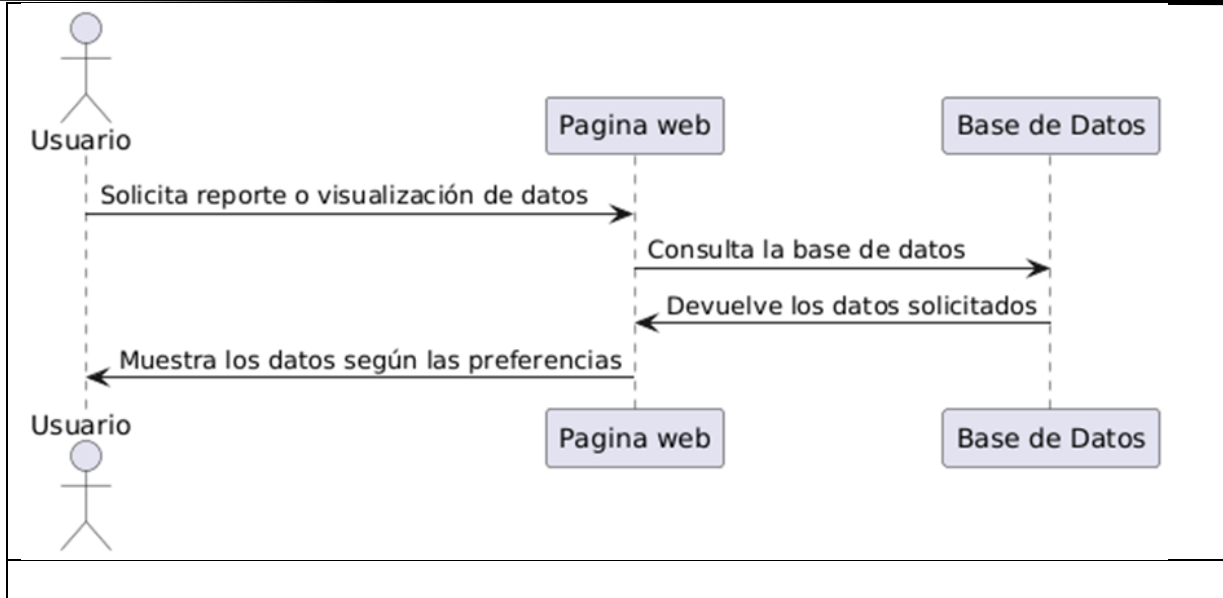 Usuario
Pagina web
Base de Datos
Solicita reporte o visualización de datos
Consulta la base de datos
Devuelve los datos solicitados
Muestra los datos según las preferencias
Usuario
Pagina web
Base de Datos